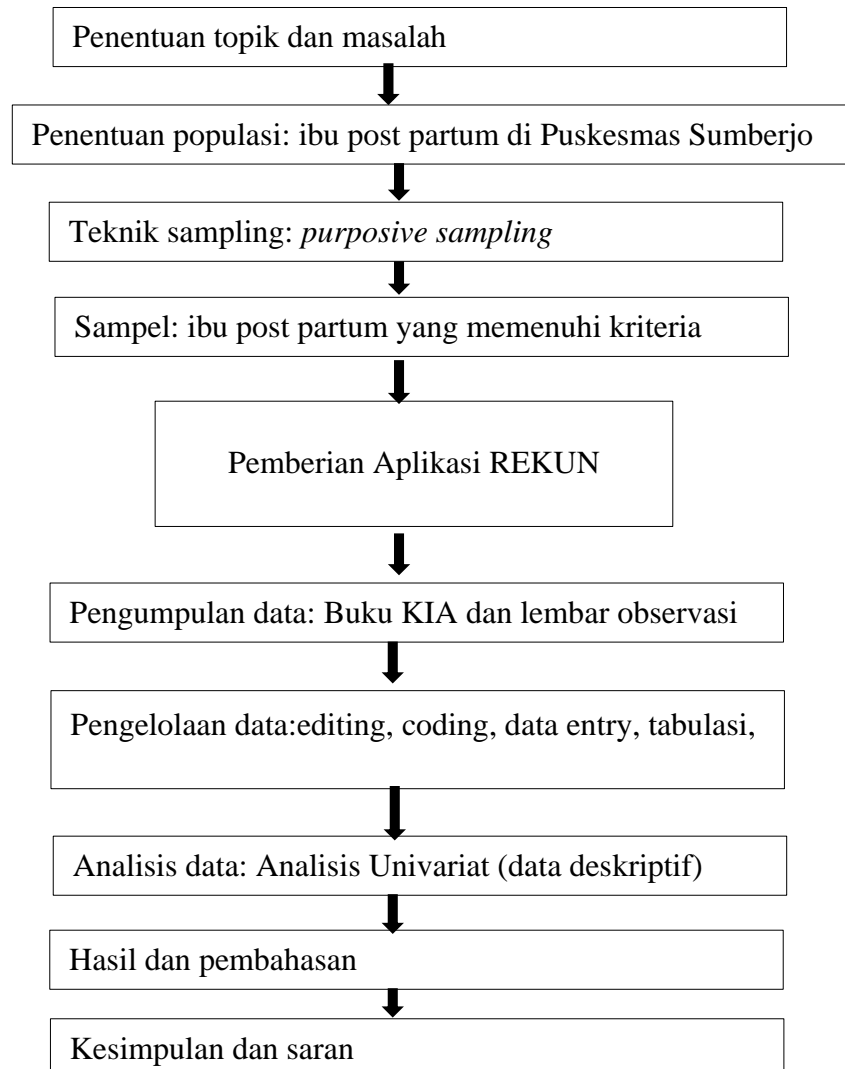 Penentuan topik dan masalah
Penentuan populasi: ibu post partum di Puskesmas Sumberjo
Teknik sampling: purposive sampling
Sampel: ibu post partum yang memenuhi kriteria
Pemberian Aplikasi REKUN
Pengumpulan data: Buku KIA dan lembar observasi
Pengelolaan data:editing, coding, data entry, tabulasi,
Analisis data: Analisis Univariat (data deskriptif)
Hasil dan pembahasan
Kesimpulan dan saran